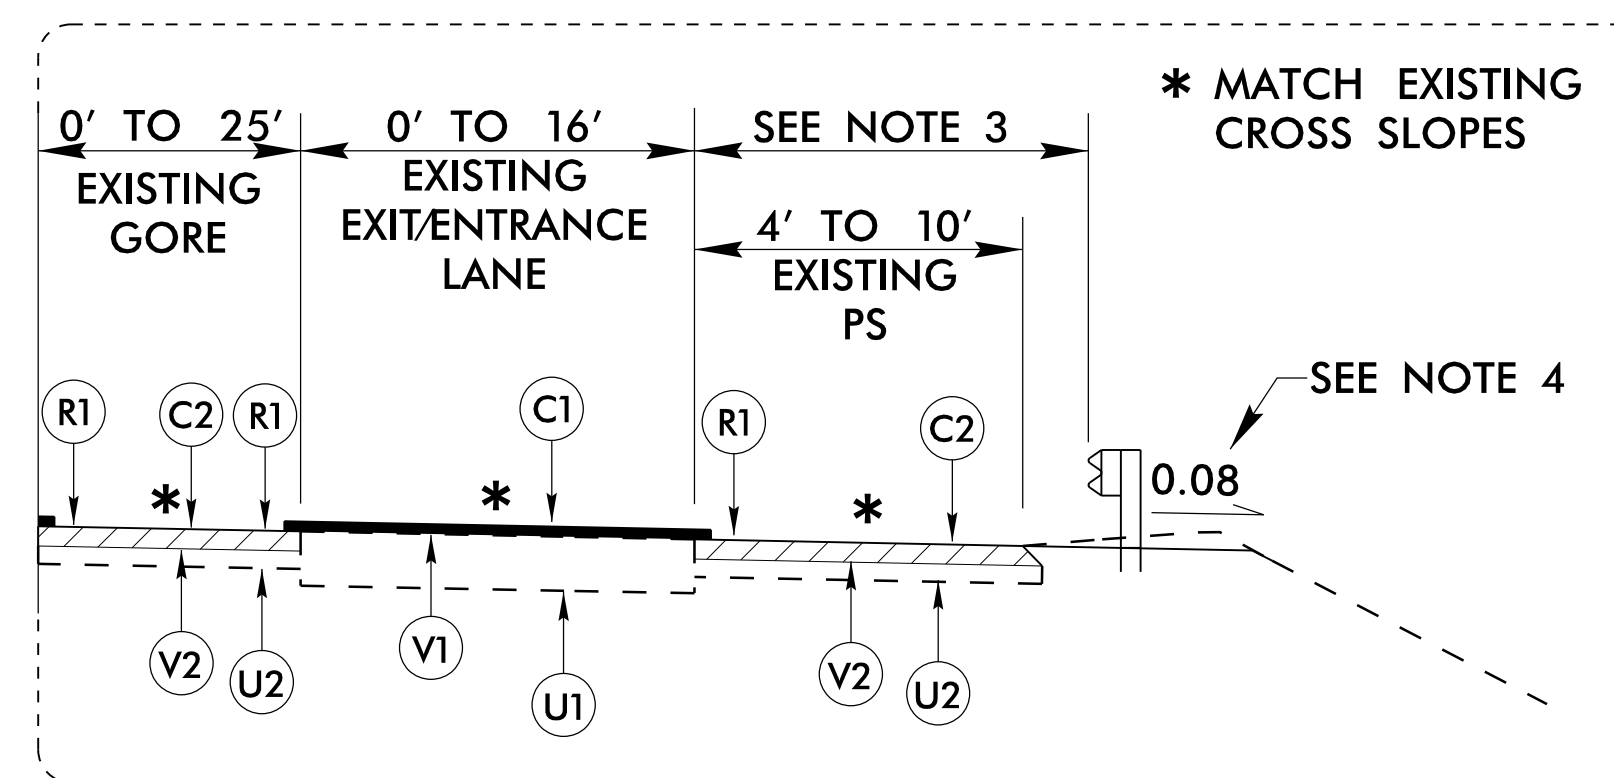 * MATCH EXISTING
CROSS SLOPES
0' TO 25'
EXISTING
GORE
0' TO 16'
EXISTING
EXIT/ENTRANCE
LANE
SEE NOTE 3
4' TO 10'
EXISTING
PS
SEE NOTE 4
R1
C2
R1
C1
R1
C2
*
*
*
0.08
V2
U2
V1
U1
V2
U2